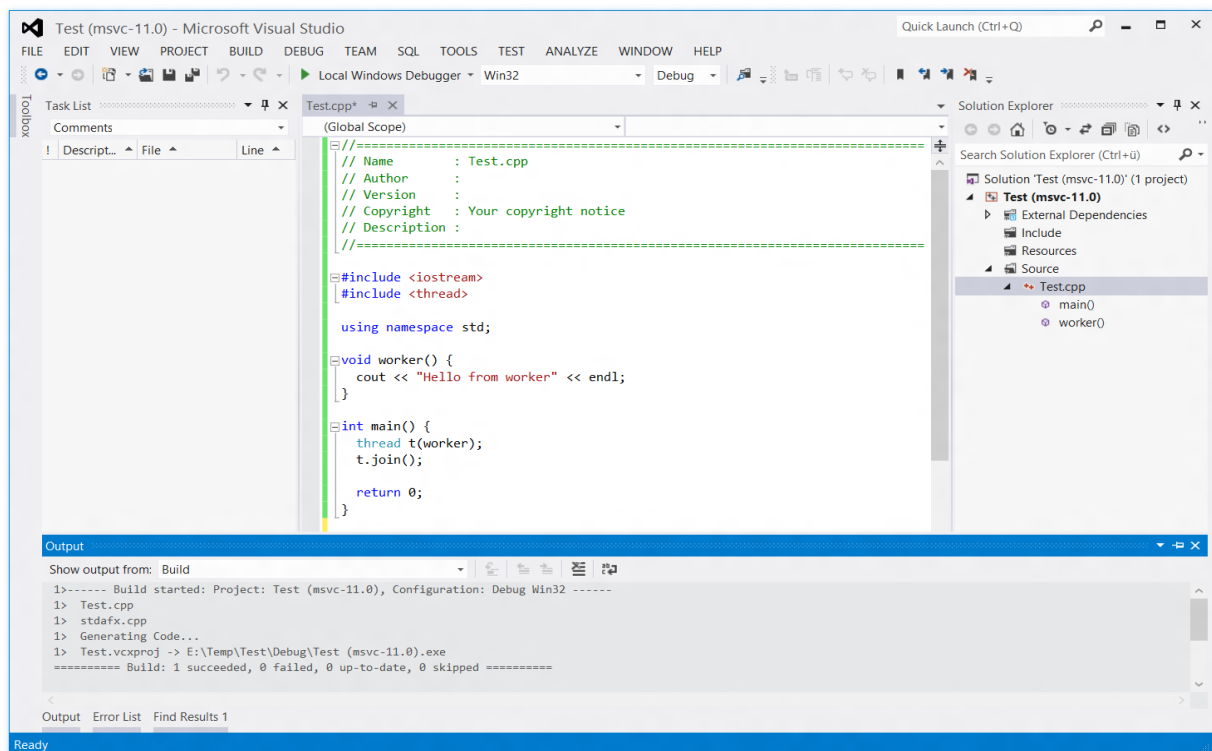 Test (msvc-11.0) - Microsoft Visual Studio
Quick Launch (Ctrl+Q)
FILE EDIT VIEW PROJECT BUILD DEBUG TEAM SQL TOOLS TEST ANALYZE WINDOW HELP
Local Windows Debugger Win32 Debug
Toolbox
Task List
Comments
! Descript... File Line
Test.cpp*
(Global Scope)
//============================================================================
// Name        : Test.cpp
// Author      :
// Version     :
// Copyright   : Your copyright notice
// Description :
//============================================================================
#include <iostream>
#include <thread>
using namespace std;
void worker() {
cout << "Hello from worker" << endl;
}
int main() {
thread t(worker);
t.join();
return 0;
}
Solution Explorer
Search Solution Explorer (Ctrl+ü)
Solution 'Test (msvc-11.0)' (1 project)
Test (msvc-11.0)
External Dependencies
Include
Resources
Source
Test.cpp
main()
worker()
Output
Show output from: Build
1>------ Build started: Project: Test (msvc-11.0), Configuration: Debug Win32 ------
1>  Test.cpp
1>  stdafx.cpp
1>  Generating Code...
1>  Test.vcxproj -> E:\Temp\Test\Debug\Test (msvc-11.0).exe
========== Build: 1 succeeded, 0 failed, 0 up-to-date, 0 skipped ==========
Output Error List Find Results 1
Ready